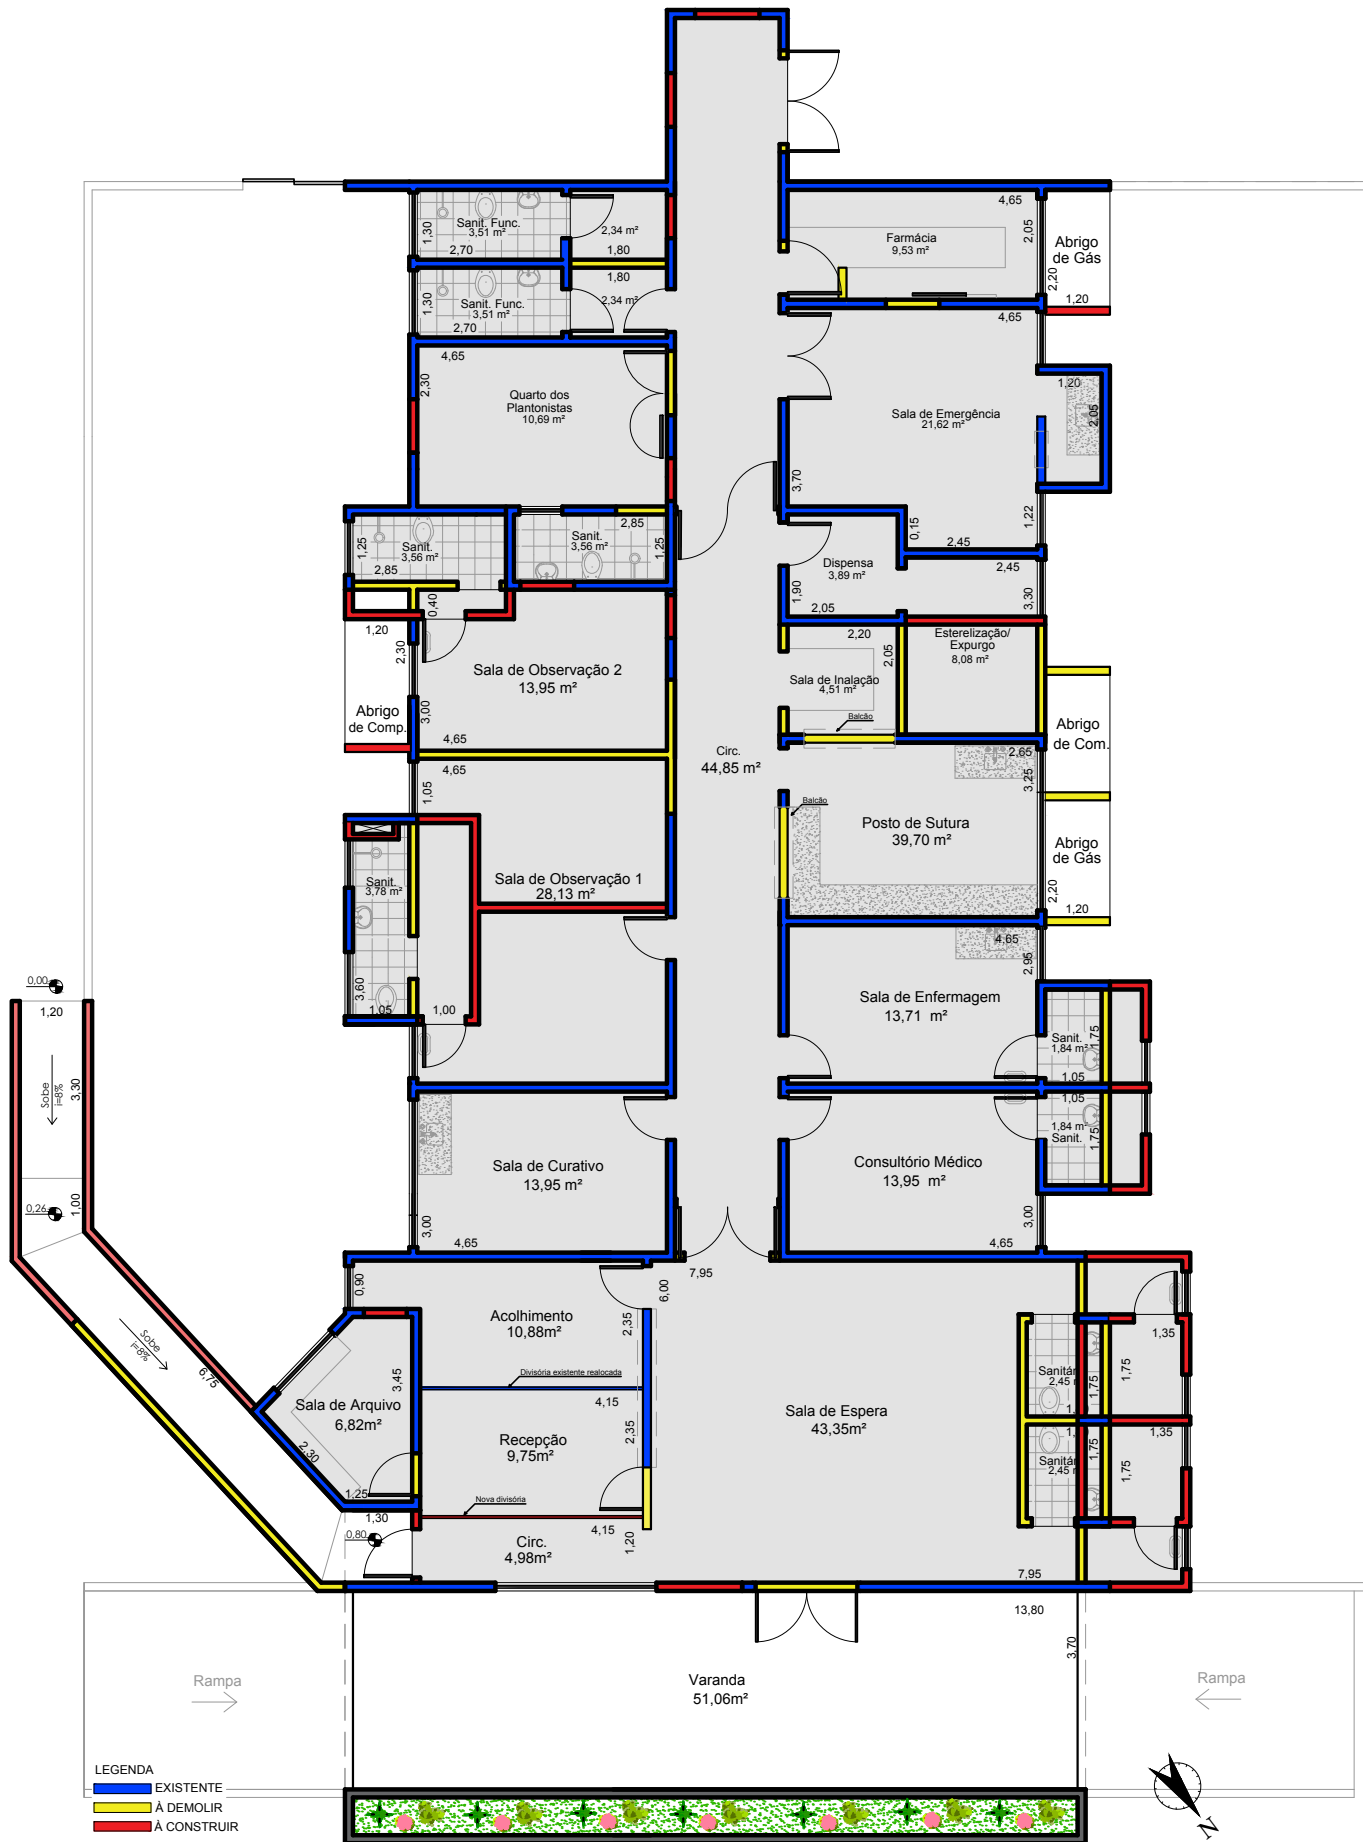 Sanit. Func.
3,51 m²
1,30
2,70
2,34 m²
1,80
4,65
2,05
Farmácia
9,53 m²
Abrigo
de Gás
2,20
1,20
1,80
2,34 m²
Sanit. Func.
3,51 m²
1,30
2,70
4,65
2,30
Quarto dos
Plantonistas
10,69 m²
4,65
Sala de Emergência
21,62 m²
1,20
2,05
3,70
0,15
2,45
1,22
Sanit.
3,56 m²
1,25
2,85
Sanit.
3,56 m²
2,85
1,25
Dispensa
3,89 m²
1,90
2,05
2,45
3,30
0,40
1,20
2,30
Sala de Observação 2
13,95 m²
3,00
4,65
Abrigo
de Comp.
2,20
2,05
Sala de Inalação
4,51 m²
Esterelização/
Expurgo
8,08 m²
Balcão
Abrigo
de Com.
Circ.
44,85 m²
4,65
1,05
Sala de Observação 1
28,13 m²
Balcão
2,65
3,25
Posto de Sutura
39,70 m²
Abrigo
de Gás
2,20
1,20
Sanit.
3,78 m²
3,60
1,05
1,00
4,65
2,95
Sala de Enfermagem
13,71 m²
Sanit.
1,84 m²
1,75
1,05
1,05
1,84 m²
Sanit.
1,75
0,00
1,20
Sobe
i=8%
3,30
1,00
0,26
Sobe
i=8%
6,75
Sala de Curativo
13,95 m²
3,00
4,65
Consultório Médico
13,95 m²
3,00
4,65
7,95
6,00
0,90
Acolhimento
10,88m²
2,35
Divisória existente realocada
4,15
Sala de Arquivo
6,82m²
3,45
2,30
1,25
Recepção
9,75m²
2,35
Nova divisória
1,30
0,80
4,15
1,20
Circ.
4,98m²
Sala de Espera
43,35m²
1,75
1,75
1,35
2,45
1,35
1,75
1,75
2,45
7,95
13,80
3,70
Varanda
51,06m²
Rampa
Rampa
LEGENDA
EXISTENTE
À DEMOLIR
À CONSTRUIR
N